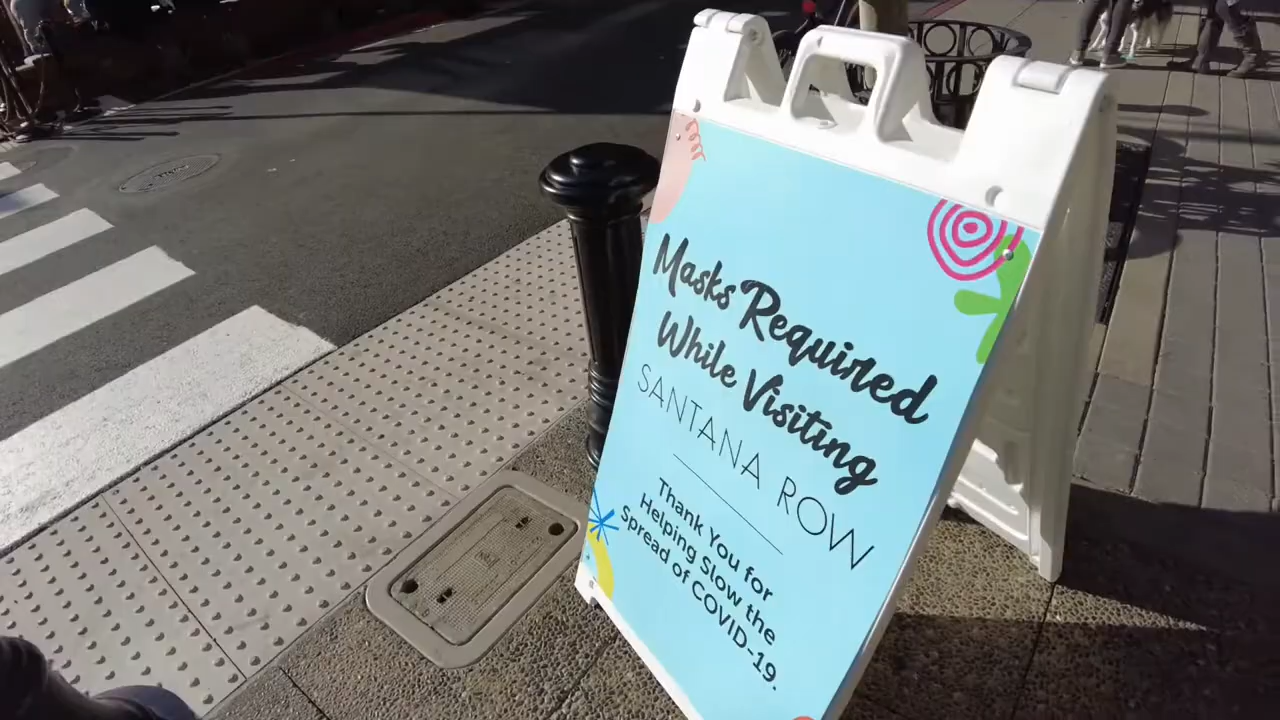 Masks Required
While Visiting
SANTANA ROW
Thank You for
Helping Slow the
Spread of COVID-19.